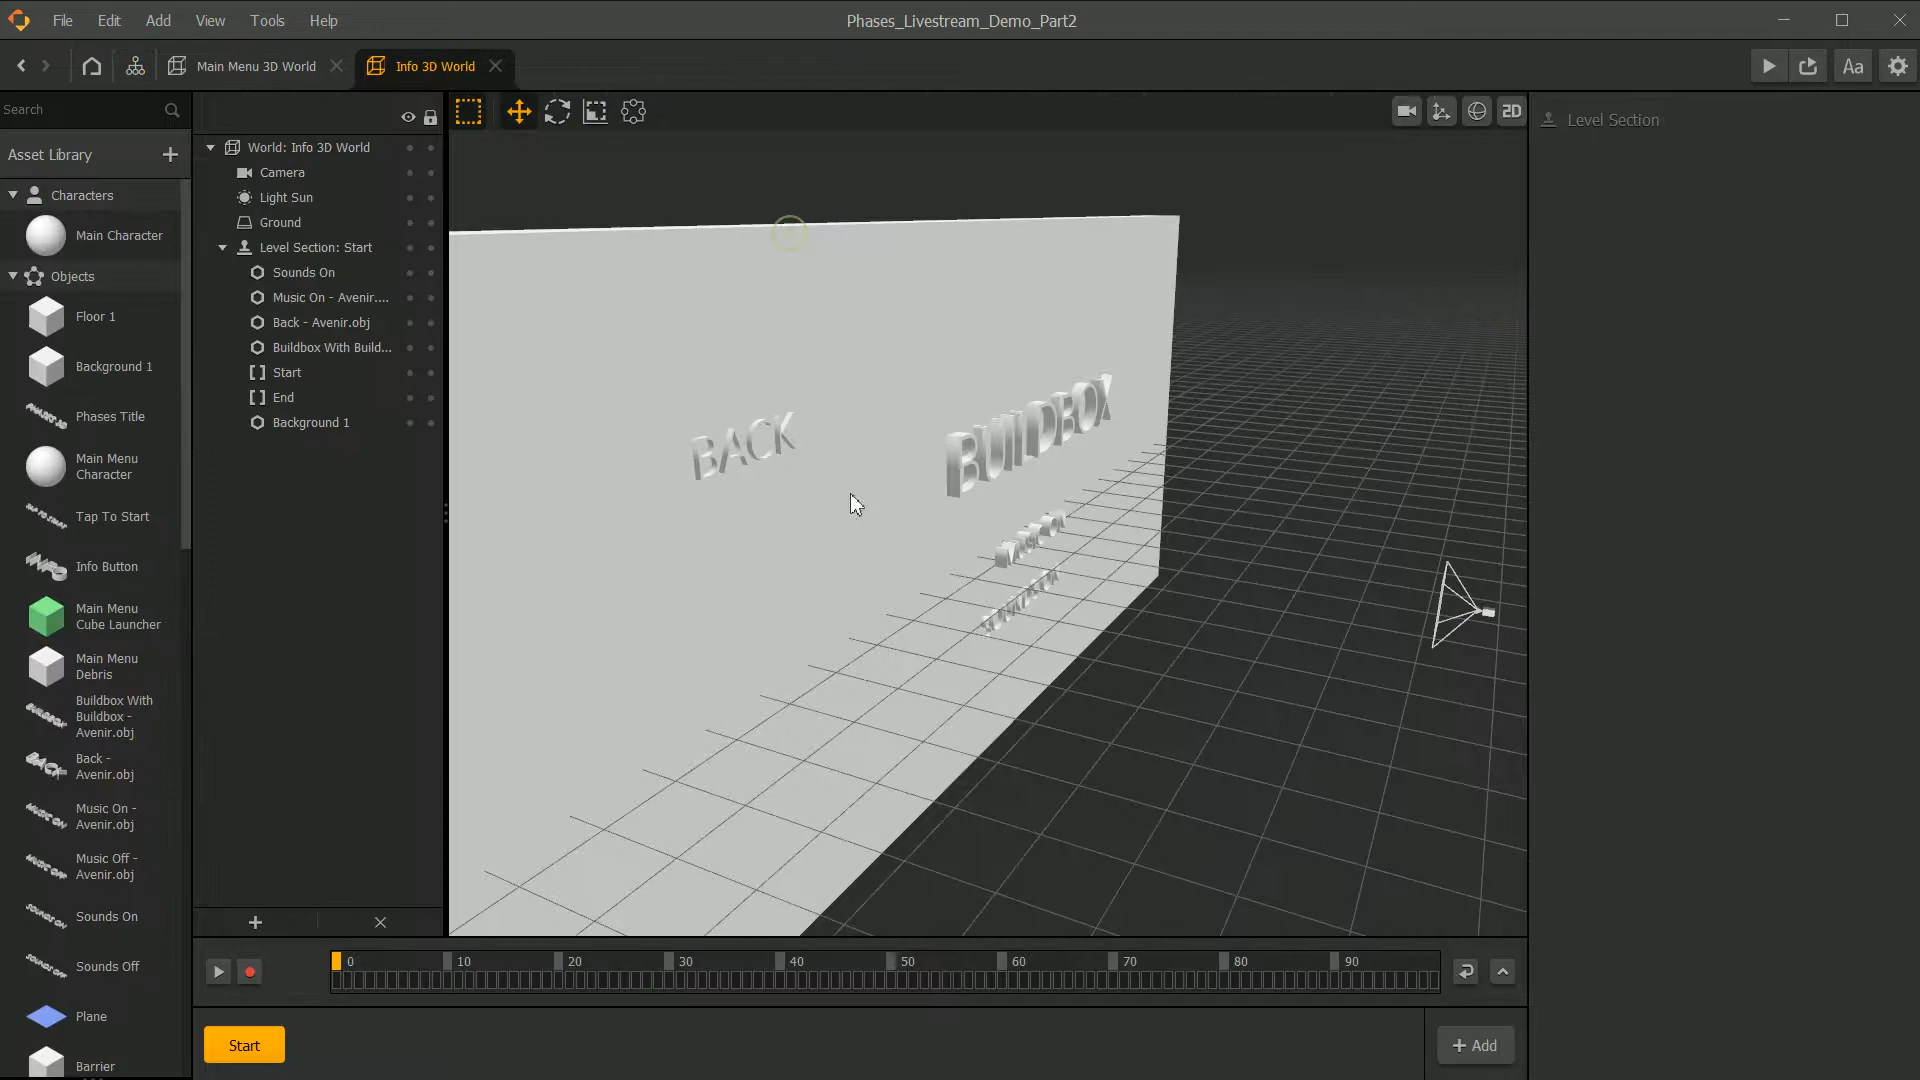 File Edit Add View Tools Help
Phases_Livestream_Demo_Part2
Main Menu 3D World
Info 3D World
Aa
Search
Asset Library
Characters
Main Character
Objects
Floor 1
Background 1
Phases Title
Main Menu
Character
Tap To Start
Info Button
Main Menu
Cube Launcher
Main Menu
Debris
Buildbox With
Buildbox -
Avenir.obj
Back -
Avenir.obj
Music On -
Avenir.obj
Music Off -
Avenir.obj
Sounds On
Sounds Off
Plane
Barrier
World: Info 3D World
Camera
Light Sun
Ground
Level Section: Start
Sounds On
Music On - Avenir....
Back - Avenir.obj
Buildbox With Build...
Start
End
Background 1
2D
BACK
BUILDBOX
Level Section
0 10 20 30 40 50 60 70 80 90
Start
Add